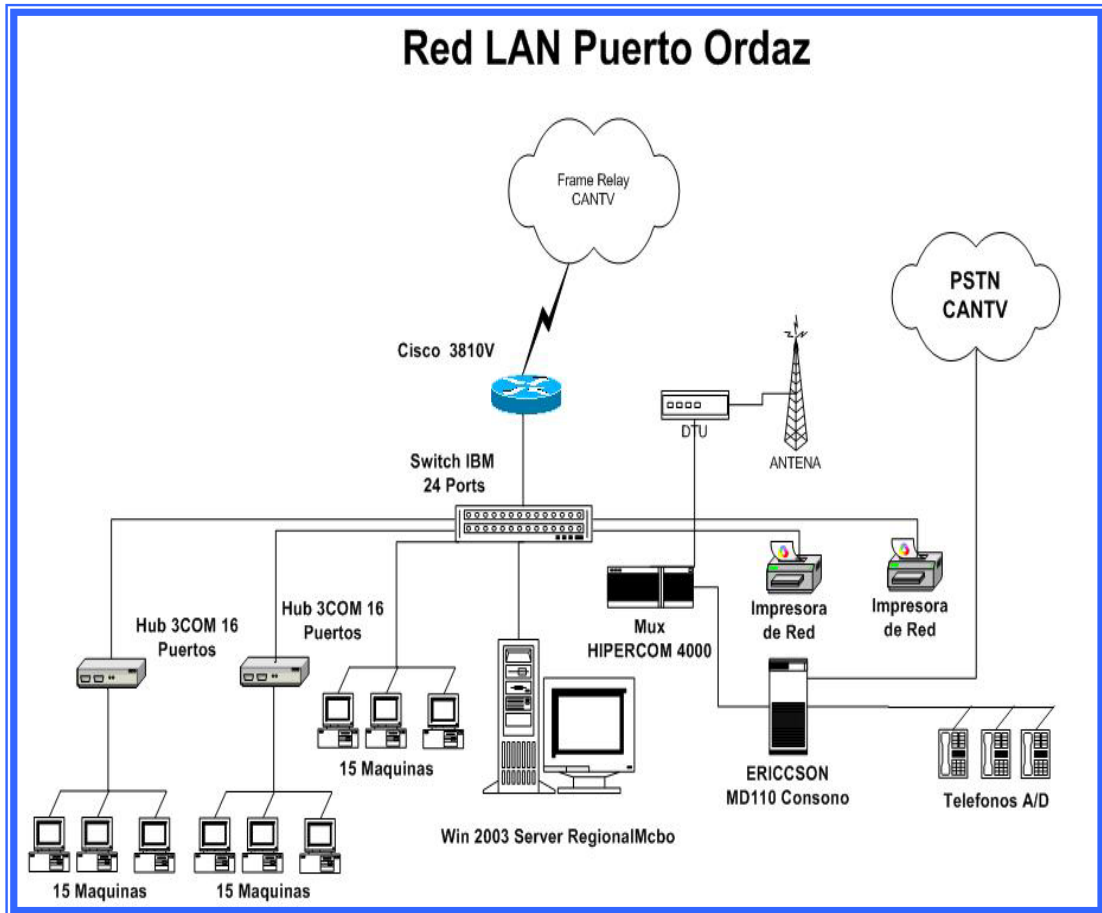 Red LAN Puerto Ordaz
Frame Relay
CANTV
PSTN
CANTV
Cisco 3810V
DTU
ANTENA
Switch IBM
24 Ports
Hub 3COM 16
Puertos
Hub 3COM 16
Puertos
Mux
HIPERCOM 4000
Impresora
de Red
Impresora
de Red
15 Maquinas
ERICCSON
MD110 Consono
Telefonos A/D
Win 2003 Server RegionalMcbo
15 Maquinas
15 Maquinas